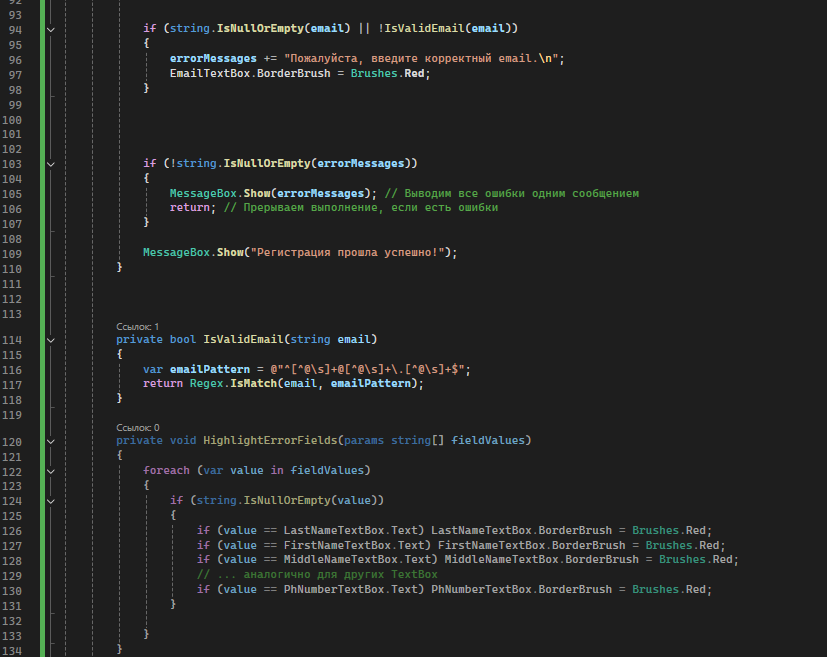 92
93
94 if (string.IsNullOrEmpty(email) || !IsValidEmail(email))
95 {
96 errorMessages += "Пожалуйста, введите корректный email.\n";
97 EmailTextBox.BorderBrush = Brushes.Red;
98 }
99
100
101
102
103 if (!string.IsNullOrEmpty(errorMessages))
104 {
105 MessageBox.Show(errorMessages); // Выводим все ошибки одним сообщением
106 return; // Прерываем выполнение, если есть ошибки
107 }
108
109 MessageBox.Show("Регистрация прошла успешно!");
110 }
111
112
113
Ссылок: 1
114 private bool IsValidEmail(string email)
115 {
116 var emailPattern = @"^[^@\s]+@[^@\s]+\.[^@\s]+$";
117 return Regex.IsMatch(email, emailPattern);
118 }
119
Ссылок: 0
120 private void HighlightErrorFields(params string[] fieldValues)
121 {
122 foreach (var value in fieldValues)
123 {
124 if (string.IsNullOrEmpty(value))
125 {
126 if (value == LastNameTextBox.Text) LastNameTextBox.BorderBrush = Brushes.Red;
127 if (value == FirstNameTextBox.Text) FirstNameTextBox.BorderBrush = Brushes.Red;
128 if (value == MiddleNameTextBox.Text) MiddleNameTextBox.BorderBrush = Brushes.Red;
129 // ... аналогично для других TextBox
130 if (value == PhNumberTextBox.Text) PhNumberTextBox.BorderBrush = Brushes.Red;
131 }
132
133 }
134 }